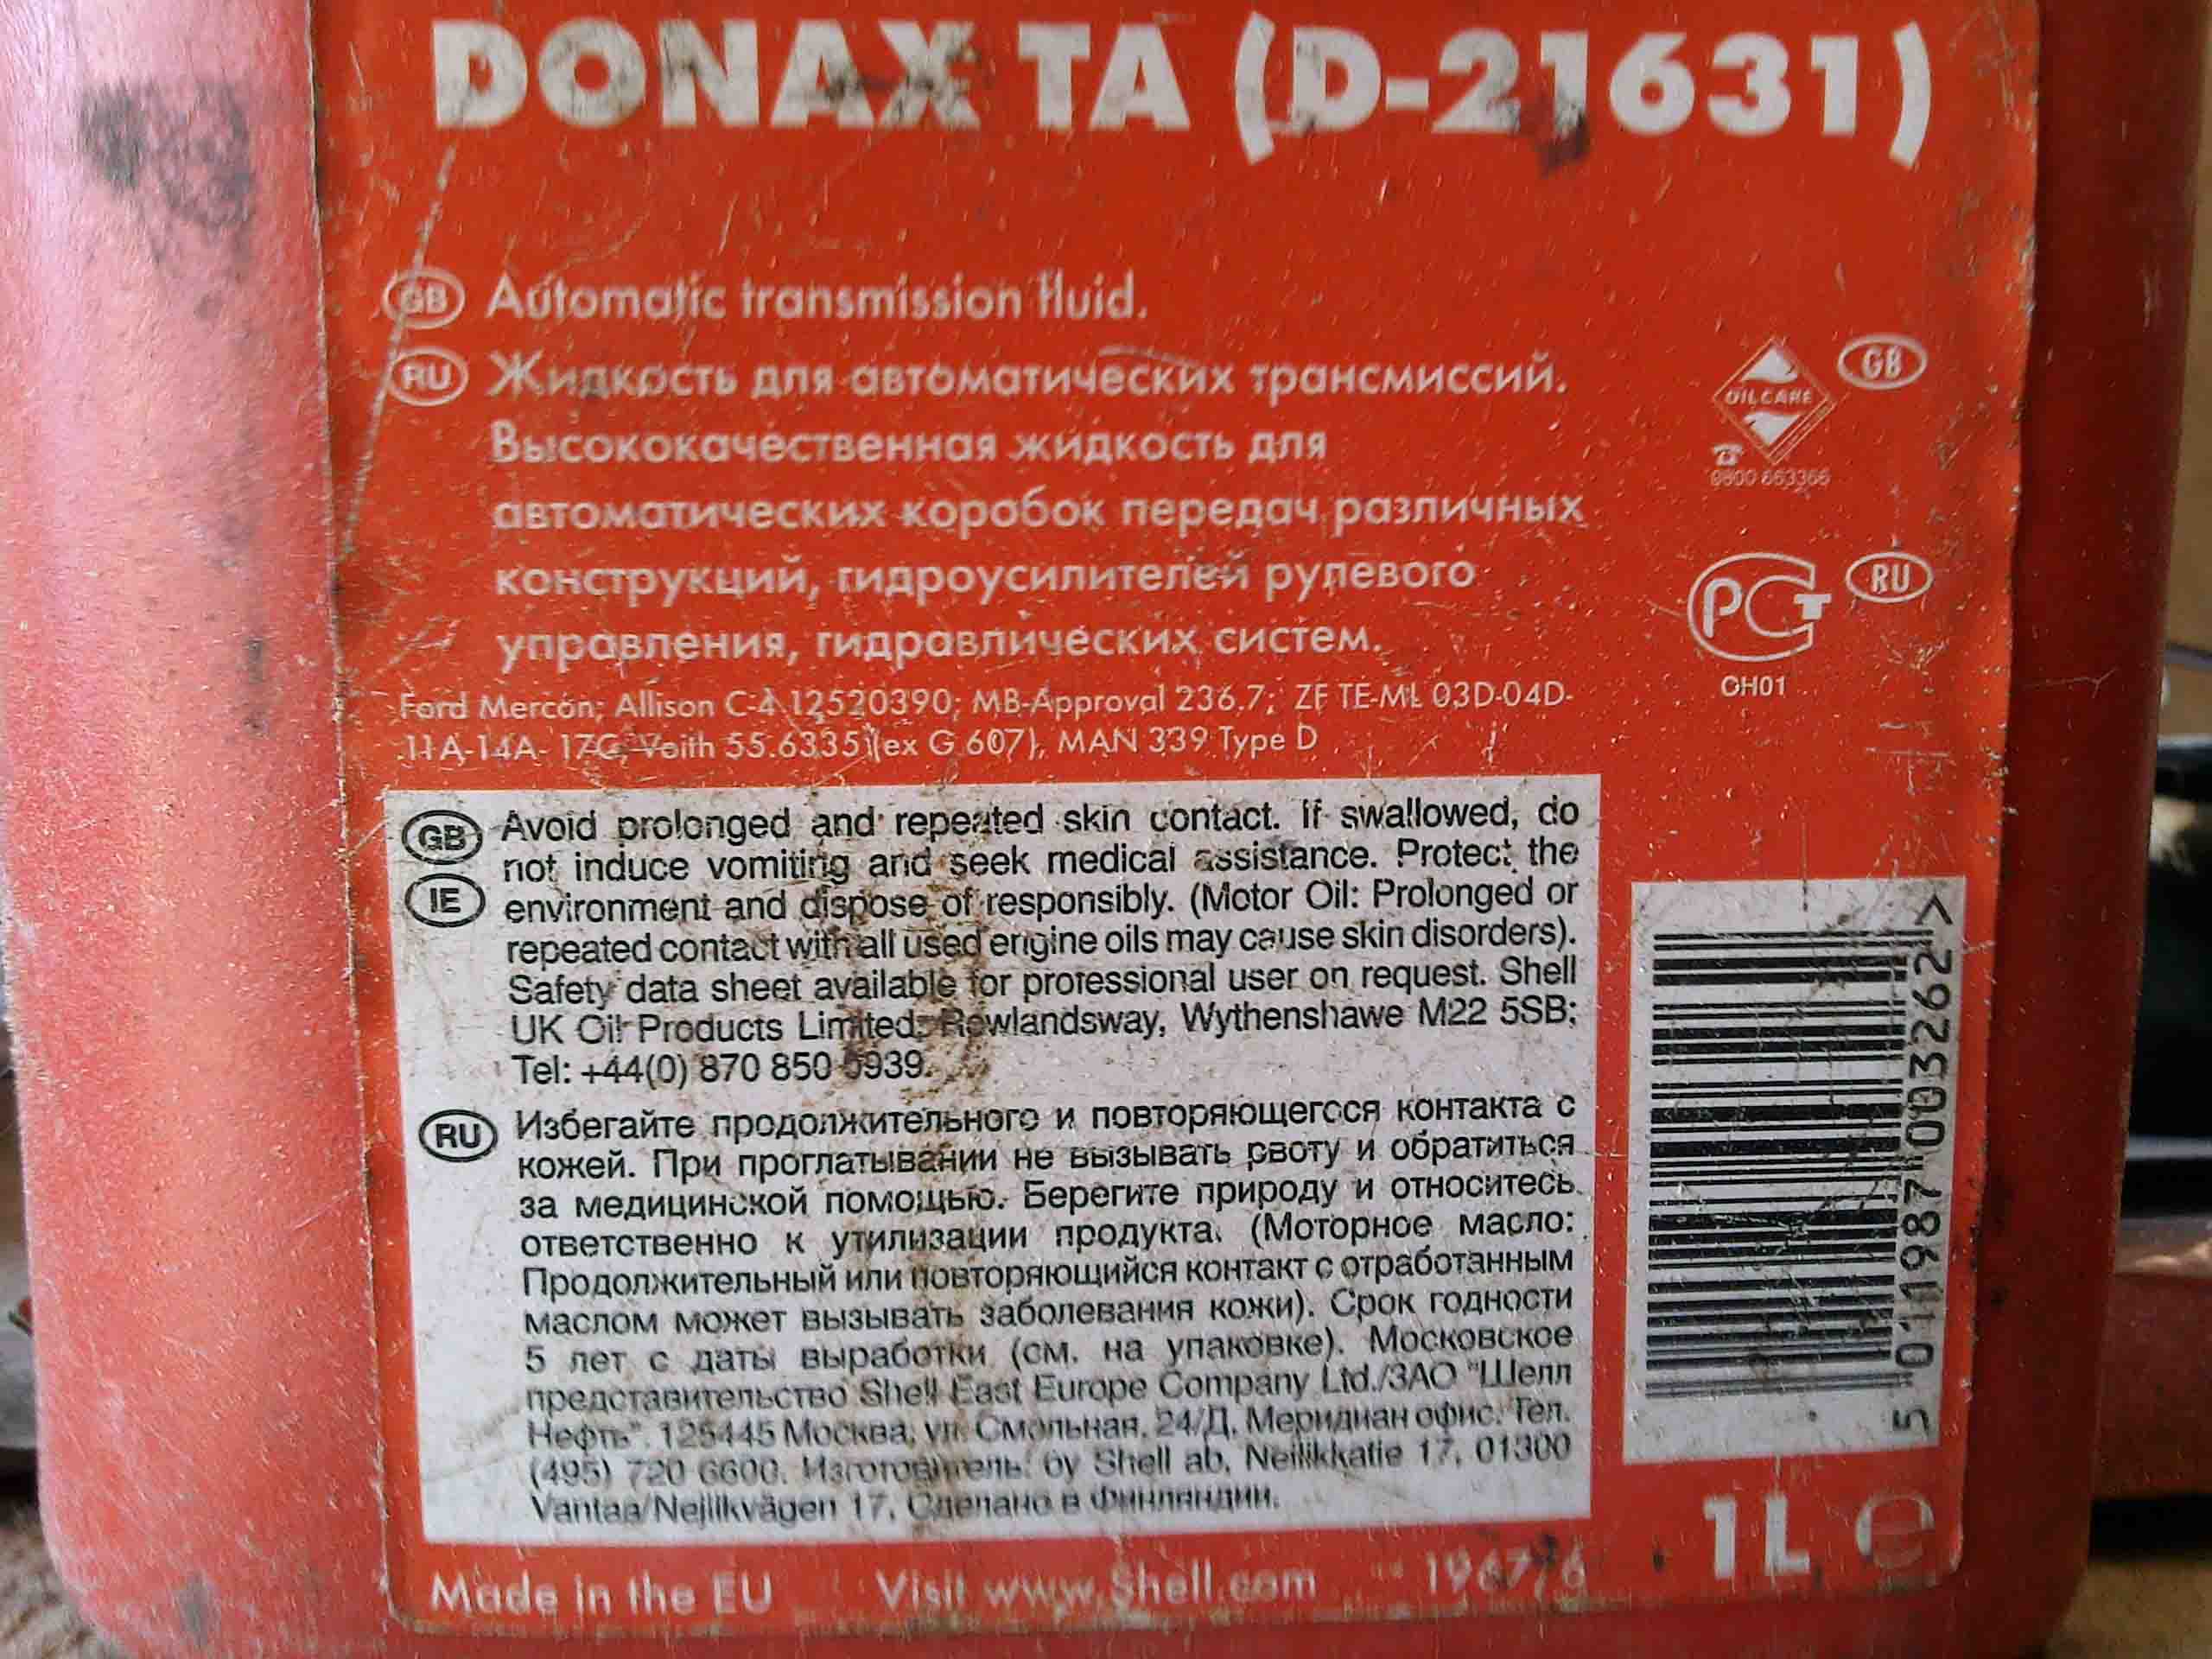 DONAX TA (D-21631)
GB Automatic transmission fluid.
RU Жидкость для автоматических трансмиссий.
Высококачественная жидкость для
автоматических коробок передач различных
конструкций, гидроусилителей рулевого
управления, гидравлических систем.
Ford Mercon; Allison C-4 12520390; MB-Approval 236.7; ZF TE-ML 03D-04D-
11A-14A- 17C; Voith 55.6335 (ex G 607), MAN 339 Type D
OILCARE
GB
0800 663366
РСТ
RU
OH01
GB Avoid prolonged and repeated skin contact. If swallowed, do
not induce vomiting and seek medical assistance. Protect the
IE environment and dispose of responsibly. (Motor Oil: Prolonged or
repeated contact with all used engine oils may cause skin disorders).
Safety data sheet available for professional user on request. Shell
UK Oil Products Limited: Rowlandsway, Wythenshawe M22 5SB;
Tel: +44(0) 870 850 939.
RU Избегайте продолжительного и повторяющегося контакта с
кожей. При проглатывании не вызывать рвоту и обратиться
за медицинской помощью. Берегите природу и относитесь
ответственно к утилизации продукта. (Моторное масло:
Продолжительный или повторяющийся контакт с отработанным
маслом может вызывать заболевания кожи). Срок годности
5 лет с даты выработки (см. на упаковке). Московское
представительство Shell East Europe Company Ltd./ЗАО "Шелл
Нефть". 125445 Москва, ул. Смольная, 24/Д, Меридиан офис. Тел.
(495) 720 6600. Изготовитель: by Shell ab, Neilikkatie 17, 01300
Vantaa/Nejlikvägen 17. Сделано в Финляндии.
5 011987 003262 >
1L e
Made in the EU Visit www.Shell.com